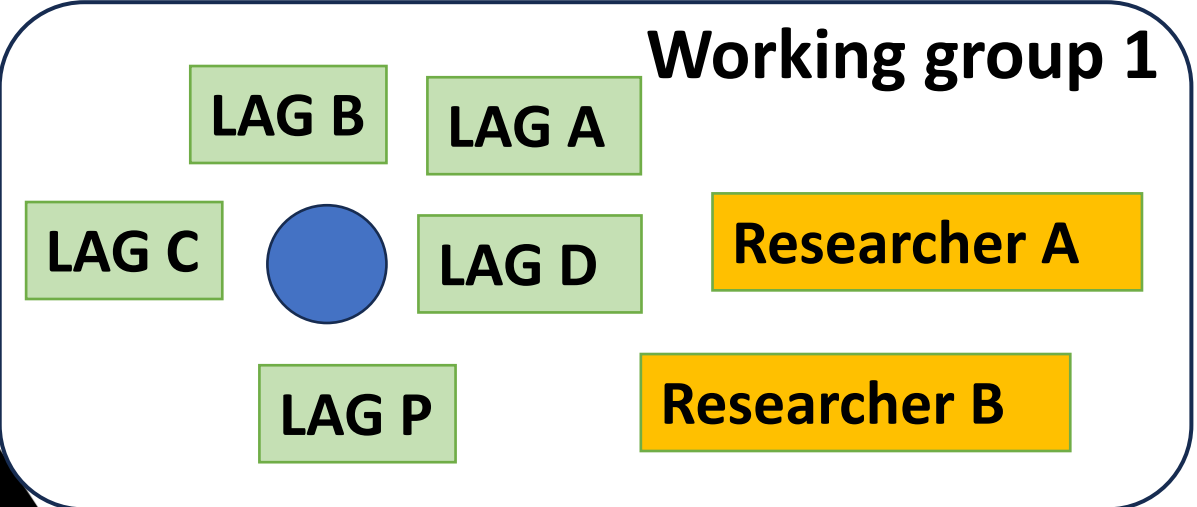 Working group 1
LAG B
LAG A
LAG C
LAG D
Researcher A
LAG P
Researcher B